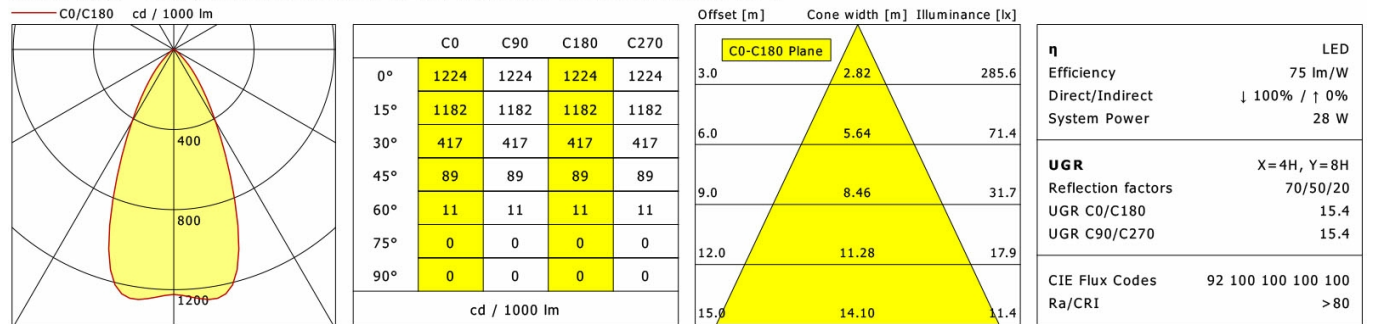 C0/C180 cd / 1000 lm
400
800
1200
C0 C90 C180 C270
0° 1224 1224 1224 1224
15° 1182 1182 1182 1182
30° 417 417 417 417
45° 89 89 89 89
60° 11 11 11 11
75° 0 0 0 0
90° 0 0 0 0
cd / 1000 lm
Offset [m] Cone width [m] Illuminance [lx]
C0-C180 Plane
3.0 2.82 285.6
6.0 5.64 71.4
9.0 8.46 31.7
12.0 11.28 17.9
15.0 14.10 11.4
η LED
Efficiency 75 lm/W
Direct/Indirect ↓ 100% / ↑ 0%
System Power 28 W
UGR X=4H, Y=8H
Reflection factors 70/50/20
UGR C0/C180 15.4
UGR C90/C270 15.4
CIE Flux Codes 92 100 100 100 100
Ra/CRI >80